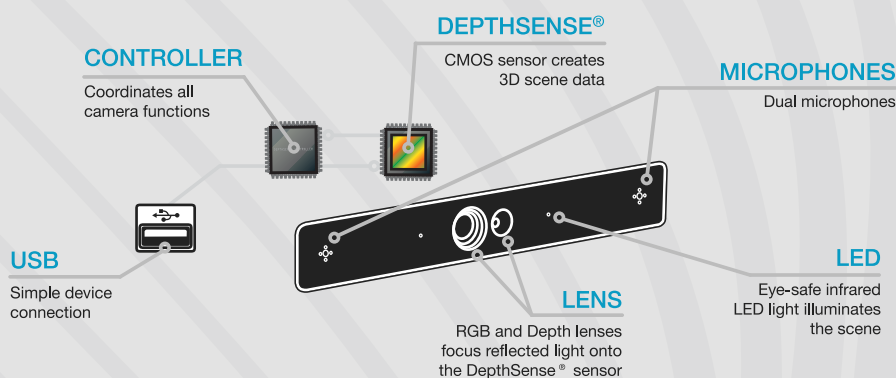 DEPTHSENSE®
CMOS sensor creates
3D scene data
CONTROLLER
Coordinates all
camera functions
MICROPHONES
Dual microphones
USB
Simple device
connection
LENS
RGB and Depth lenses
focus reflected light onto
the DepthSense® sensor
LED
Eye-safe infrared
LED light illuminates
the scene